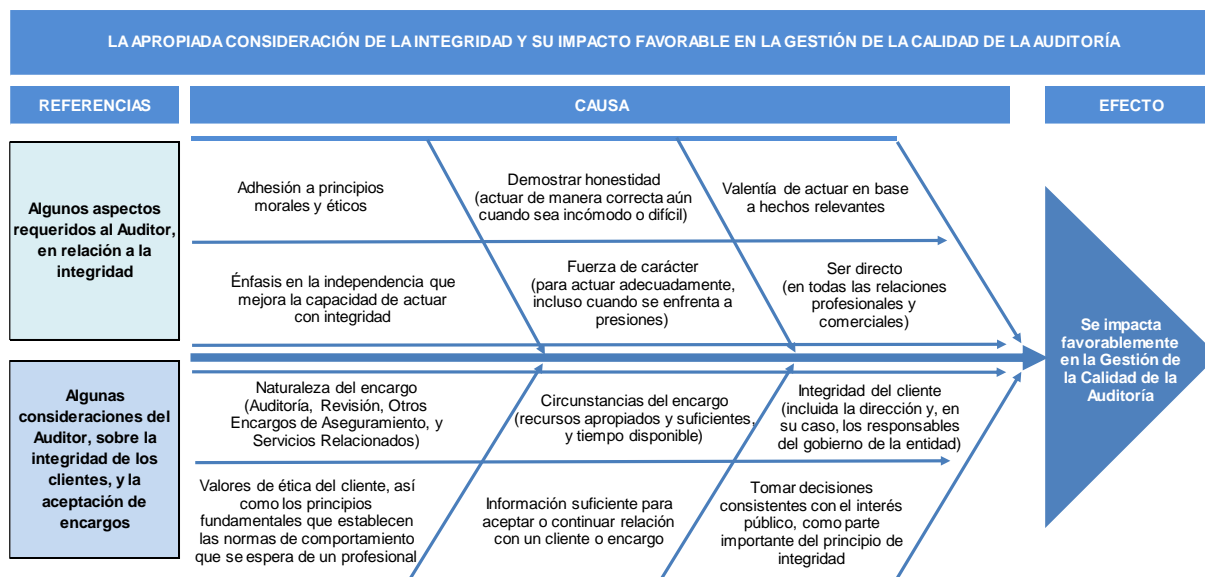 LA APROPIADA CONSIDERACIÓN DE LA INTEGRIDAD Y SU IMPACTO FAVORABLE EN LA GESTIÓN DE LA CALIDAD DE LA AUDITORÍA
REFERENCIAS
CAUSA
EFECTO
Algunos aspectos
requeridos al Auditor,
en relación a la
integridad
Adhesión a principios
morales y éticos
Demostrar honestidad
(actuar de manera correcta aún
cuando sea incómodo o difícil)
Valentía de actuar en base
a hechos relevantes
Énfasis en la independencia que
mejora la capacidad de actuar
con integridad
Fuerza de carácter
(para actuar adecuadamente,
incluso cuando se enfrenta a
presiones)
Ser directo
(en todas las relaciones
profesionales y
comerciales)
Algunas
consideraciones del
Auditor, sobre la
integridad de los
clientes, y la
aceptación de
encargos
Naturaleza del encargo
(Auditoría, Revisión, Otros
Encargos de Aseguramiento, y
Servicios Relacionados)
Circunstancias del encargo
(recursos apropiados y suficientes,
y tiempo disponible)
Integridad del cliente
(incluida la dirección y, en
su caso, los responsables
del gobierno de la entidad)
Valores de ética del cliente, así
como los principios
fundamentales que establecen
las normas de comportamiento
que se espera de un profesional
Información suficiente para
aceptar o continuar relación
con un cliente o encargo
Tomar decisiones
consistentes con el interés
público, como parte
importante del principio de
integridad
Se impacta
favorablemente
en la Gestión de
la Calidad de la
Auditoría